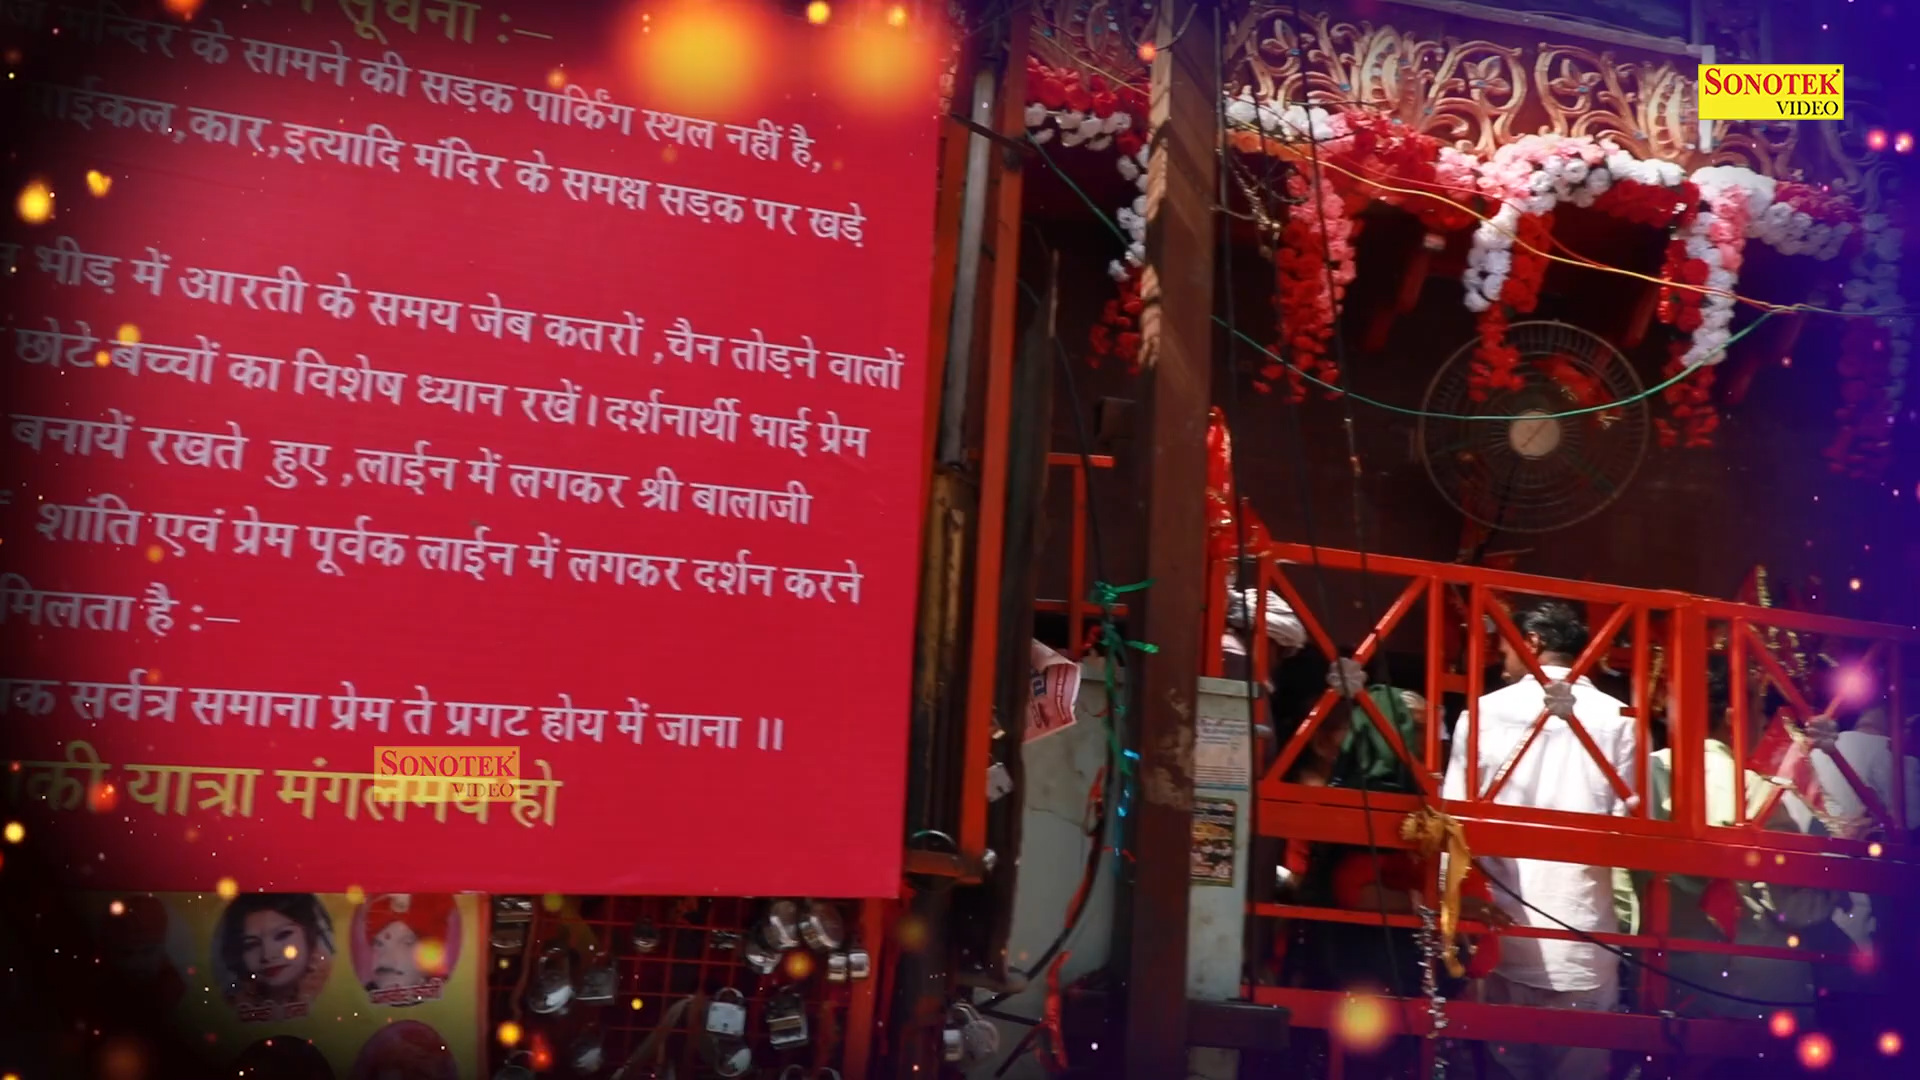 सूचना :–
मन्दिर के सामने की सड़क पार्किंग स्थल नहीं है,
कार,इत्यादि मंदिर के समक्ष सड़क पर खड़े
भीड़ में आरती के समय जेब कतरों ,चैन तोड़ने वालों
छोटे बच्चों का विशेष ध्यान रखें।दर्शनार्थी भाई प्रेम
बनायें रखते हुए ,लाईन में लगकर श्री बालाजी
शांति एवं प्रेम पूर्वक लाईन में लगकर दर्शन करने
मिलता है :–
सर्वत्र समाना प्रेम ते प्रगट होय में जाना ।।
यात्रा मंगलमय हो
SONOTEK
VIDEO
SONOTEK
VIDEO